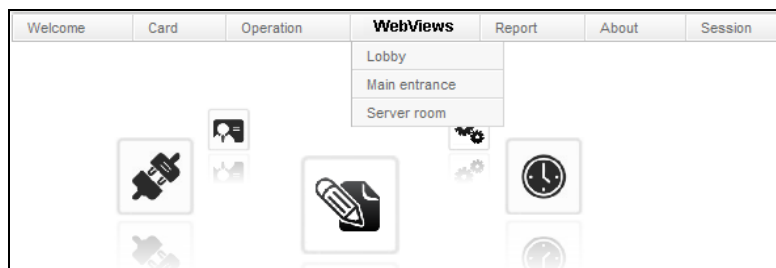 Welcome Card Operation WebViews Report About Session
Lobby
Main entrance
Server room